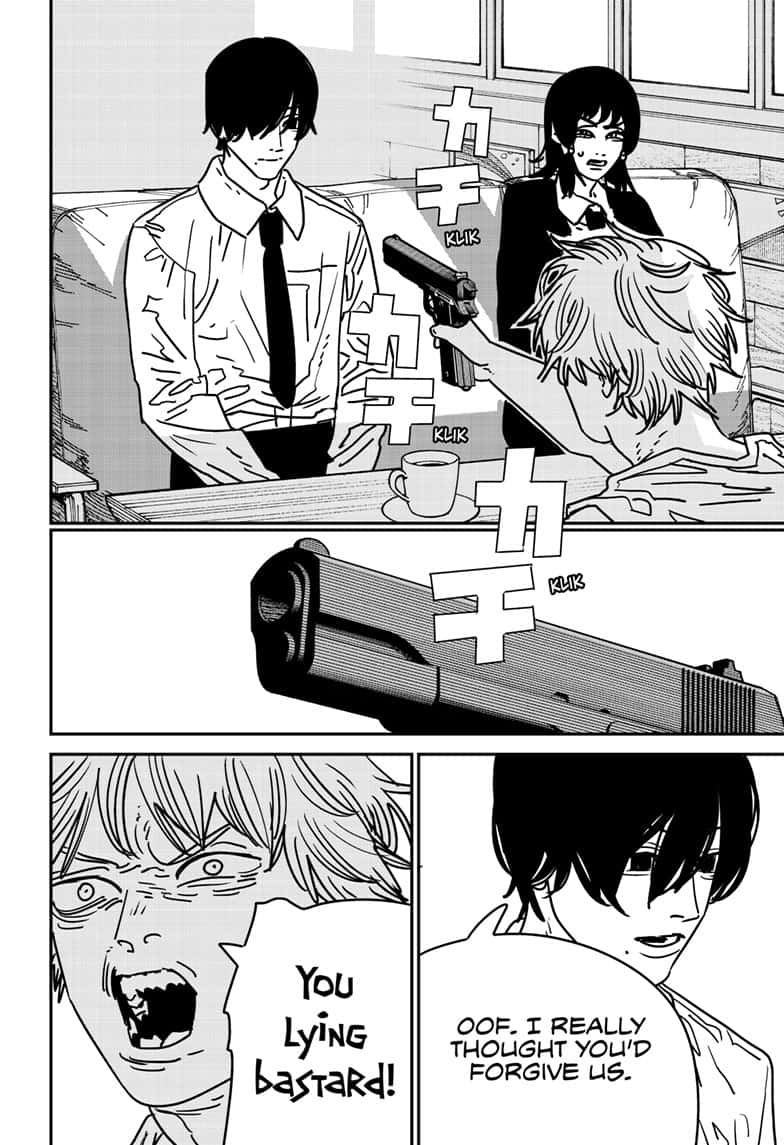 カチ
KLIK
カチ
KLIK
カチ
KLIK
YOU
LYING
BASTARD!
OOF. I REALLY
THOUGHT YOU'D
FORGIVE US.